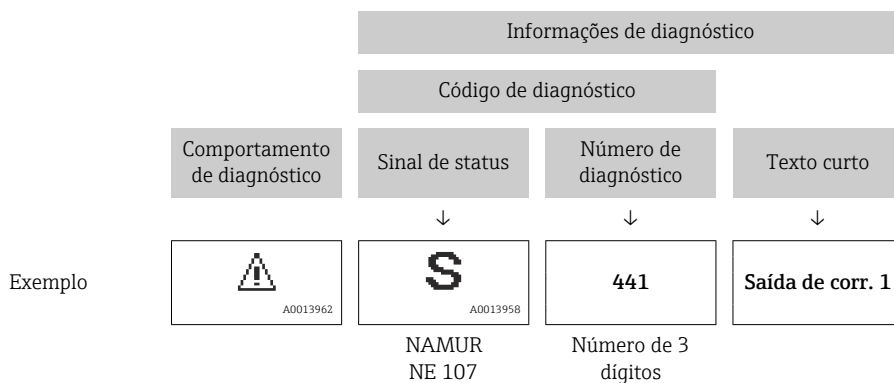 Informações de diagnóstico
Código de diagnóstico
Comportamento
de diagnóstico
Sinal de status
Número de
diagnóstico
Texto curto
↓ ↓ ↓
Exemplo
A0013962
S
A0013958
441
Saída de corr. 1
NAMUR
NE 107
Número de 3
dígitos